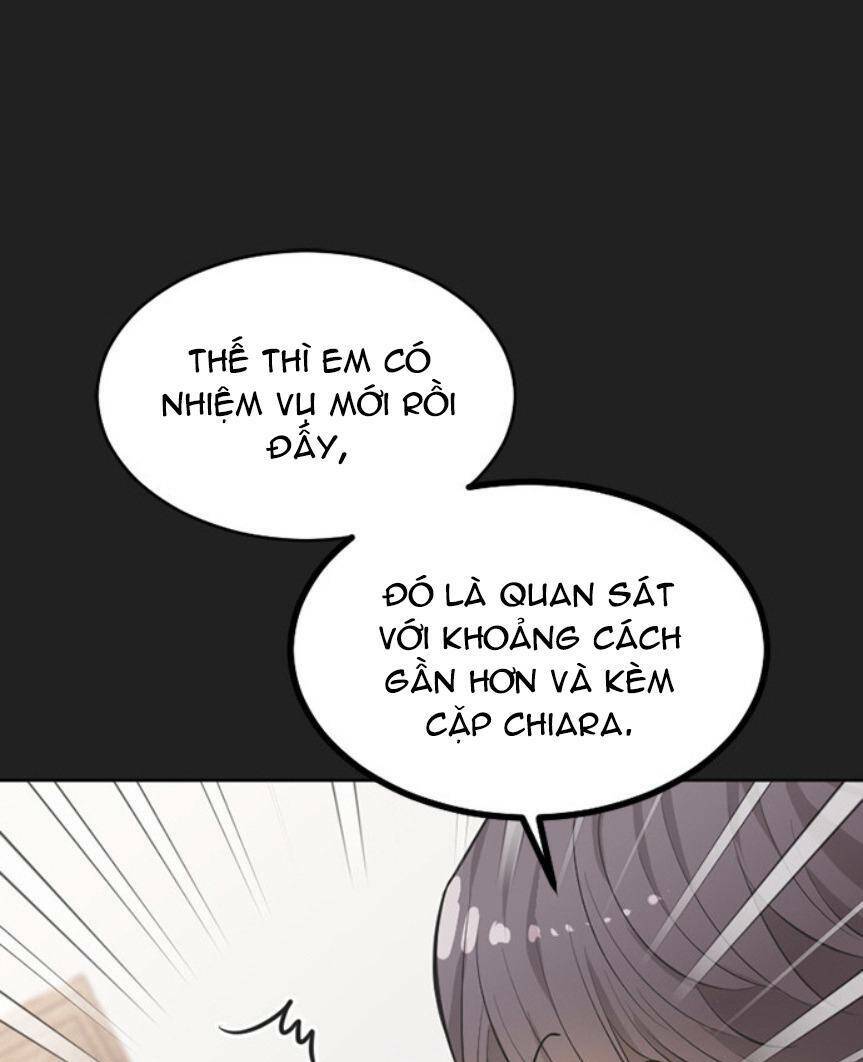 THẾ THÌ EM CÓ
NHIỆM VỤ MỚI RỒI
ĐẤY,
ĐÓ LÀ QUAN SÁT
VỚI KHOẢNG CÁCH
GẦN HƠN VÀ KÈM
CẶP CHIARA.